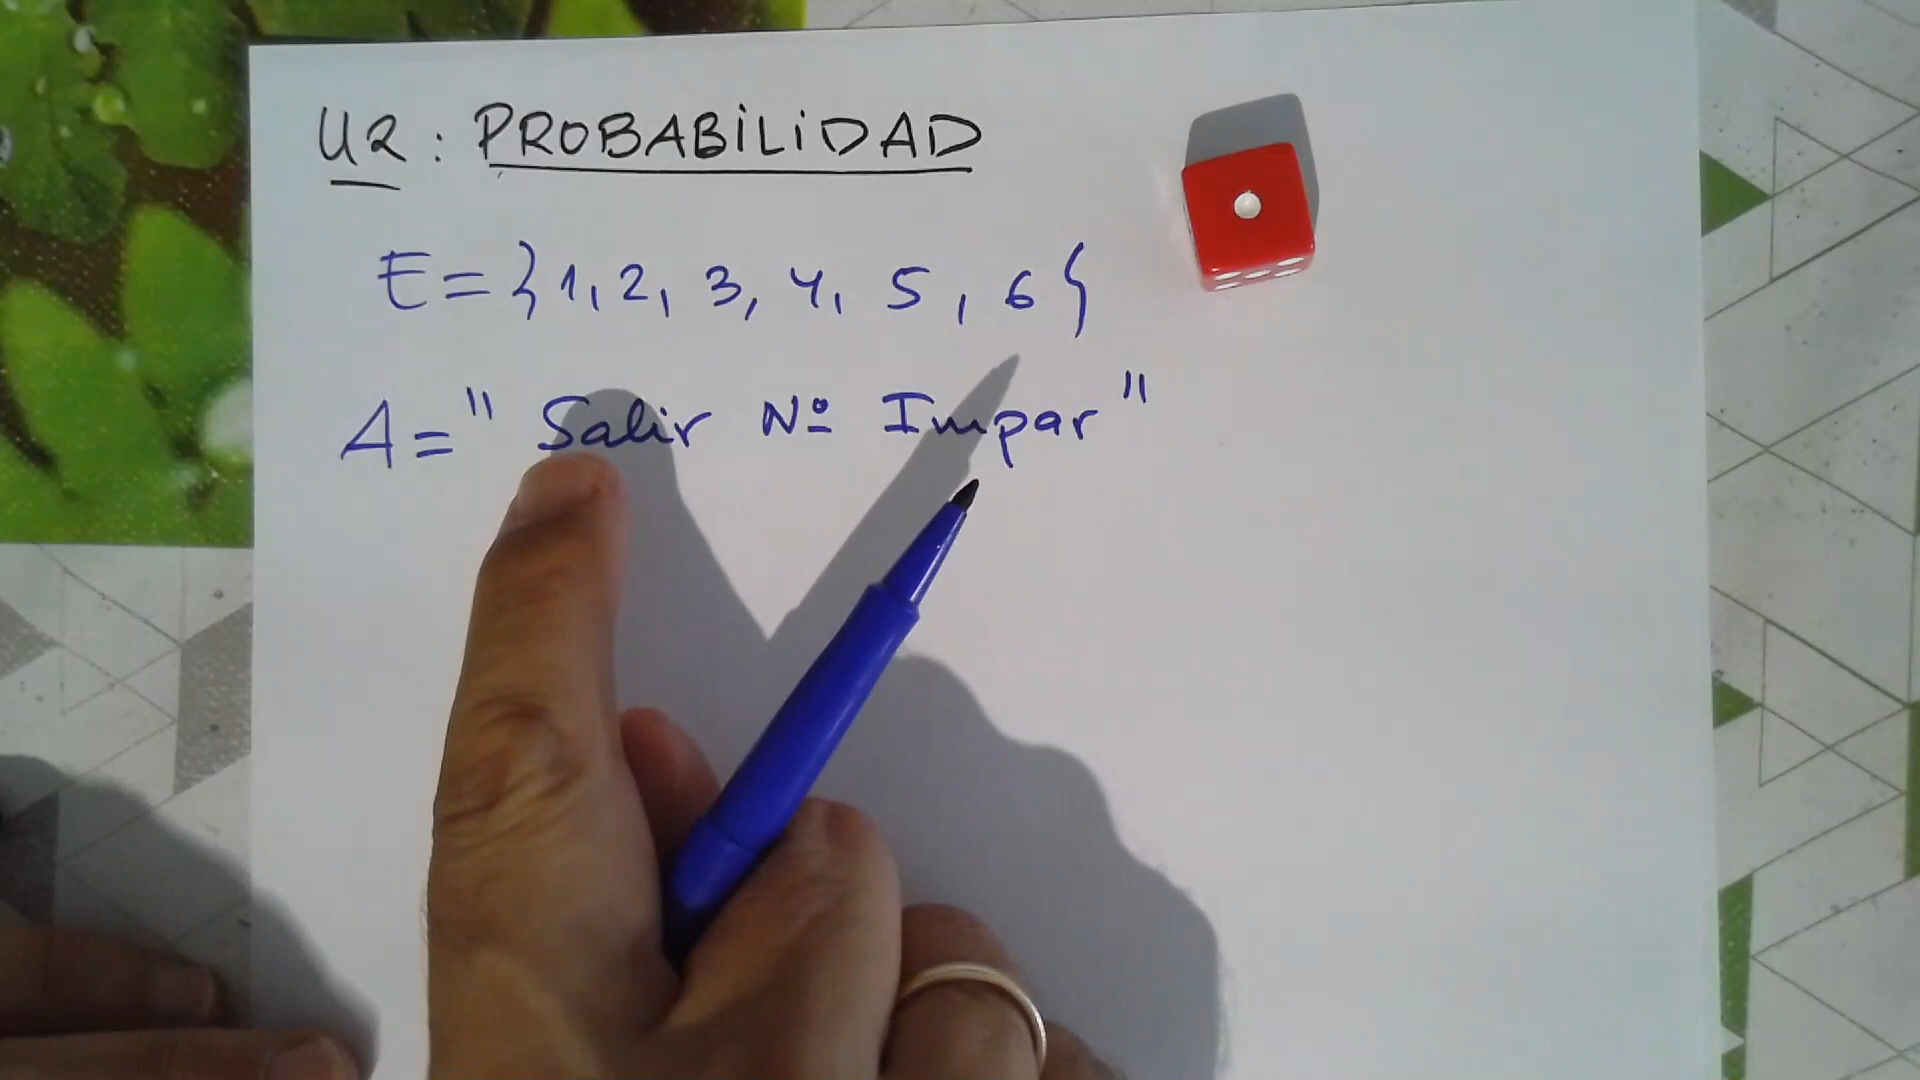 U2: PROBABILIDAD
E = }1, 2, 3, 4, 5, 6{
A = " Salir Nº Impar "